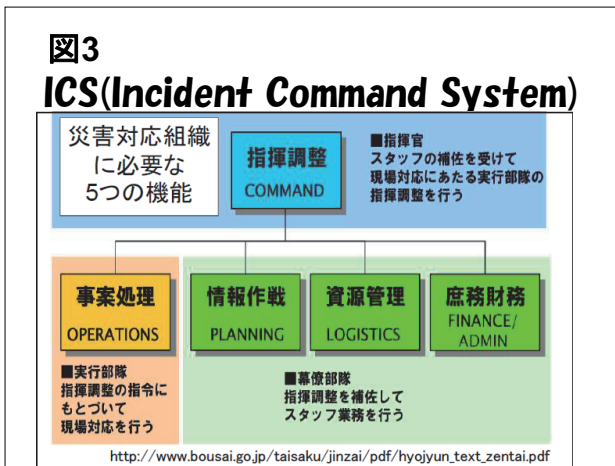 図3
ICS(Incident Command System)
災害対応組織
に必要な
5つの機能
指揮調整
COMMAND
■指揮官
スタッフの補佐を受けて
現場対応にあたる実行部隊の
指揮調整を行う
事案処理
OPERATIONS
情報作戦
PLANNING
資源管理
LOGISTICS
庶務財務
FINANCE/
ADMIN
■実行部隊
指揮調整の指令に
もとづいて
現場対応を行う
■幕僚部隊
指揮調整を補佐して
スタッフ業務を行う
http://www.bousai.go.jp/taisaku/jinzai/pdf/hyojyun_text_zentai.pdf